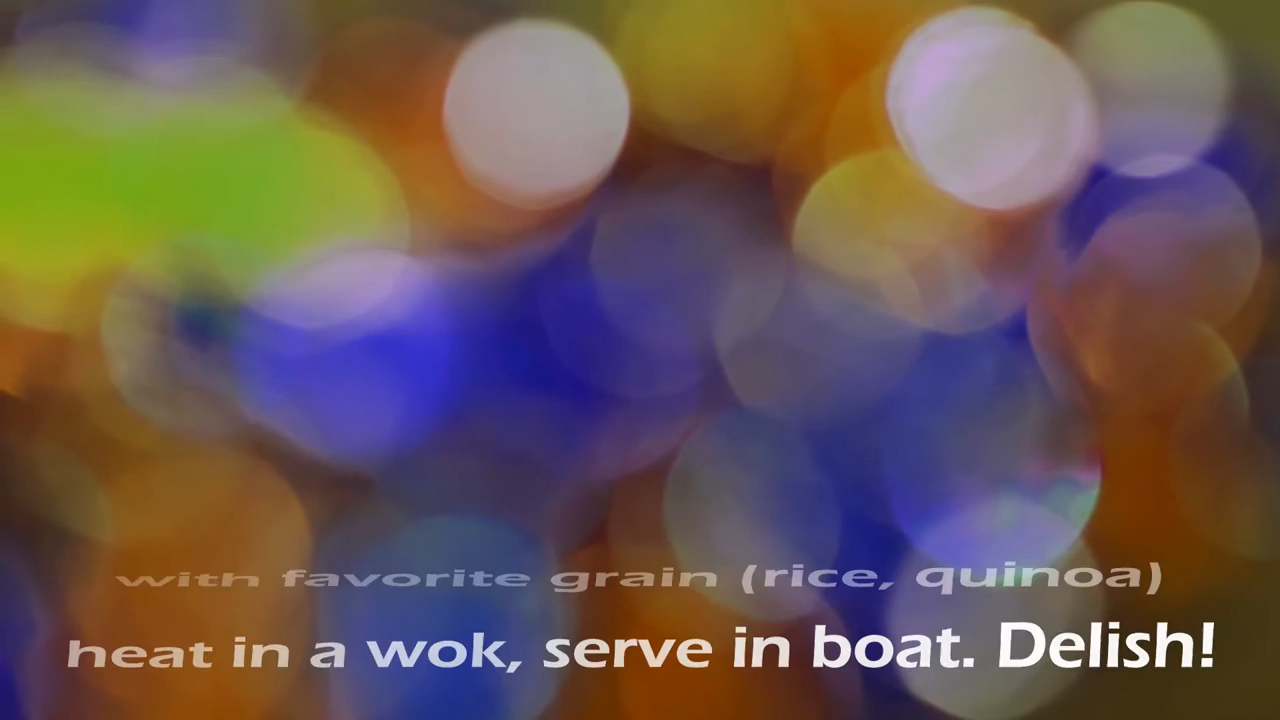 with favorite grain (rice, quinoa)
heat in a wok, serve in boat. Delish!